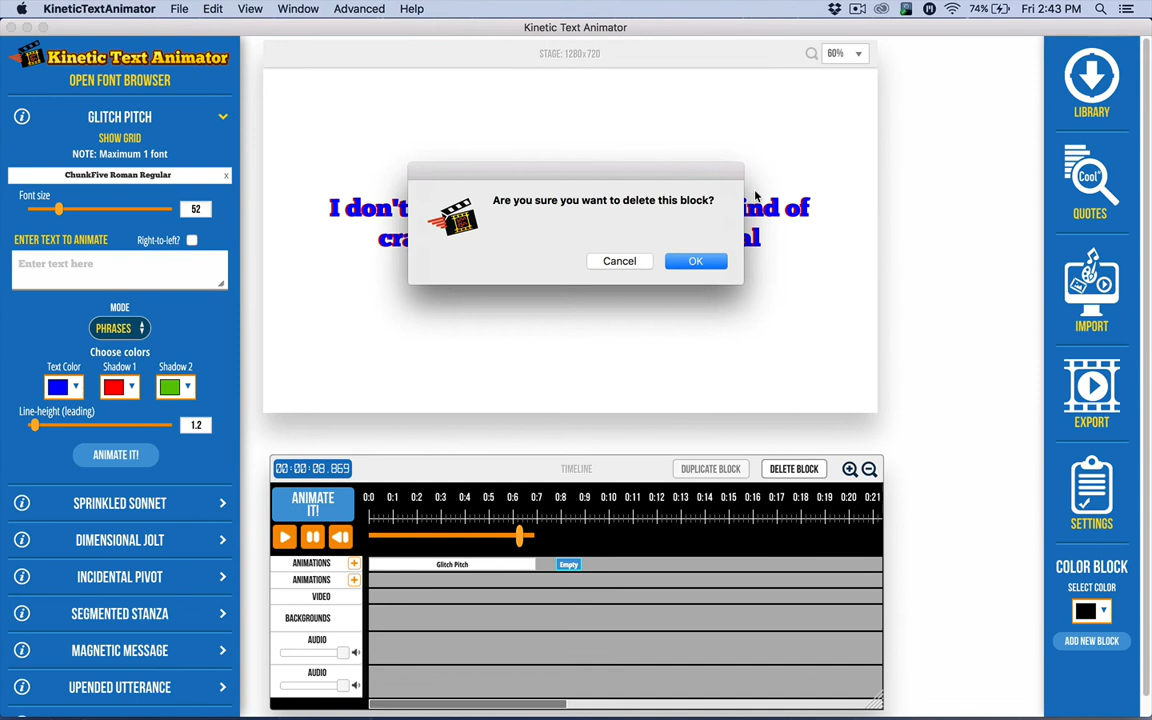 KineticTextAnimator File Edit View Window Advanced Help 74% Fri 2:43 PM
Kinetic Text Animator
Kinetic Text Animator
OPEN FONT BROWSER
GLITCH PITCH
SHOW GRID
NOTE: Maximum 1 font
ChunkFive Roman Regular x
Font size
52
ENTER TEXT TO ANIMATE Right-to-left?
Enter text here
MODE
PHRASES
Choose colors
Text Color Shadow 1 Shadow 2
Line-height (leading)
1.2
ANIMATE IT!
SPRINKLED SONNET
DIMENSIONAL JOLT
INCIDENTAL PIVOT
SEGMENTED STANZA
MAGNETIC MESSAGE
UPENDED UTTERANCE
STAGE: 1280x720
60%
I don't ind of
cra al
Are you sure you want to delete this block?
Cancel OK
00:00:08.869 TIMELINE DUPLICATE BLOCK DELETE BLOCK
ANIMATE IT!
0:0 0:1 0:2 0:3 0:4 0:5 0:6 0:7 0:8 0:9 0:10 0:11 0:12 0:13 0:14 0:15 0:16 0:17 0:18 0:19 0:20 0:21
ANIMATIONS + Glitch Pitch Empty
ANIMATIONS +
VIDEO
BACKGROUNDS
AUDIO
AUDIO
LIBRARY
Cool"
QUOTES
IMPORT
EXPORT
SETTINGS
COLOR BLOCK
SELECT COLOR
ADD NEW BLOCK